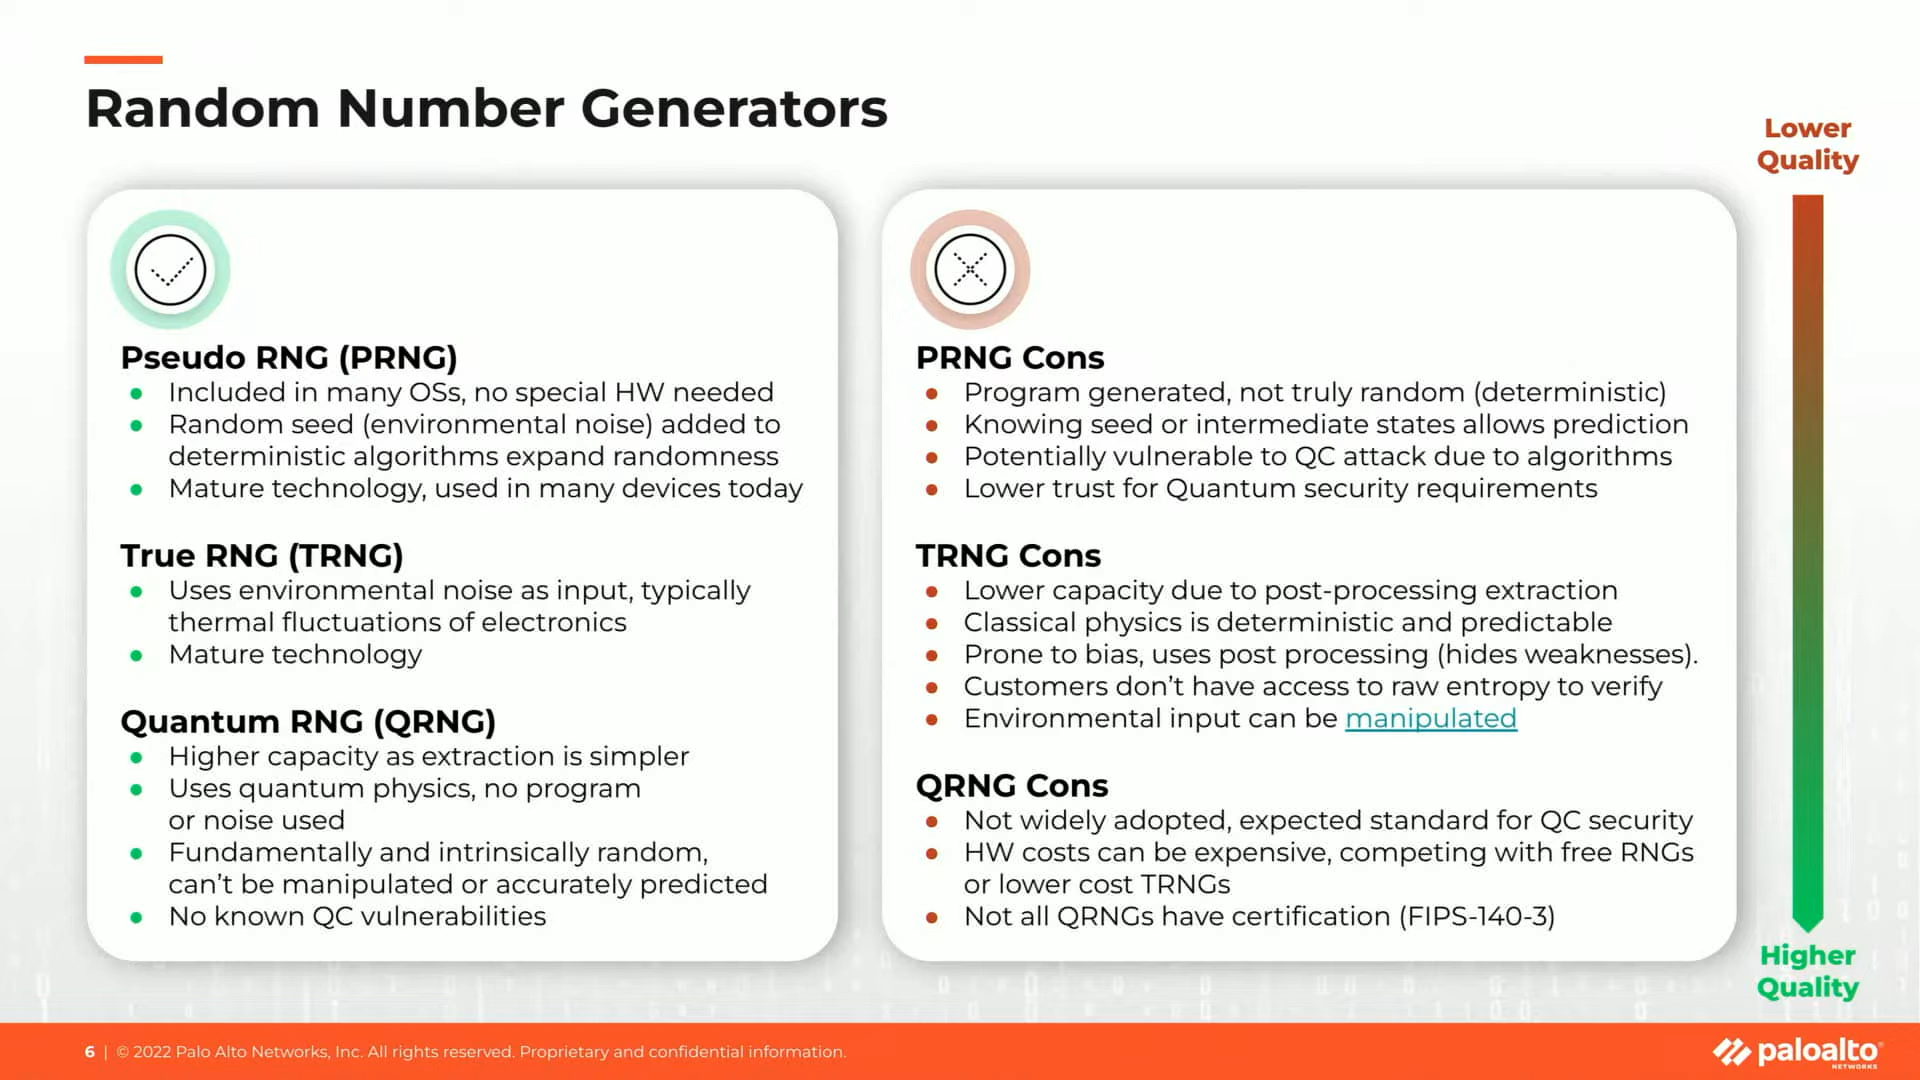 Random Number Generators
Lower
Quality
Pseudo RNG (PRNG)
● Included in many OSs, no special HW needed
● Random seed (environmental noise) added to
deterministic algorithms expand randomness
● Mature technology, used in many devices today
True RNG (TRNG)
● Uses environmental noise as input, typically
thermal fluctuations of electronics
● Mature technology
Quantum RNG (QRNG)
● Higher capacity as extraction is simpler
● Uses quantum physics, no program
or noise used
● Fundamentally and intrinsically random,
can't be manipulated or accurately predicted
● No known QC vulnerabilities
PRNG Cons
● Program generated, not truly random (deterministic)
● Knowing seed or intermediate states allows prediction
● Potentially vulnerable to QC attack due to algorithms
● Lower trust for Quantum security requirements
TRNG Cons
● Lower capacity due to post-processing extraction
● Classical physics is deterministic and predictable
● Prone to bias, uses post processing (hides weaknesses).
● Customers don't have access to raw entropy to verify
● Environmental input can be manipulated
QRNG Cons
● Not widely adopted, expected standard for QC security
● HW costs can be expensive, competing with free RNGs
or lower cost TRNGs
● Not all QRNGs have certification (FIPS-140-3)
Higher
Quality
6 | © 2022 Palo Alto Networks, Inc. All rights reserved. Proprietary and confidential information.
paloalto
NETWORKS